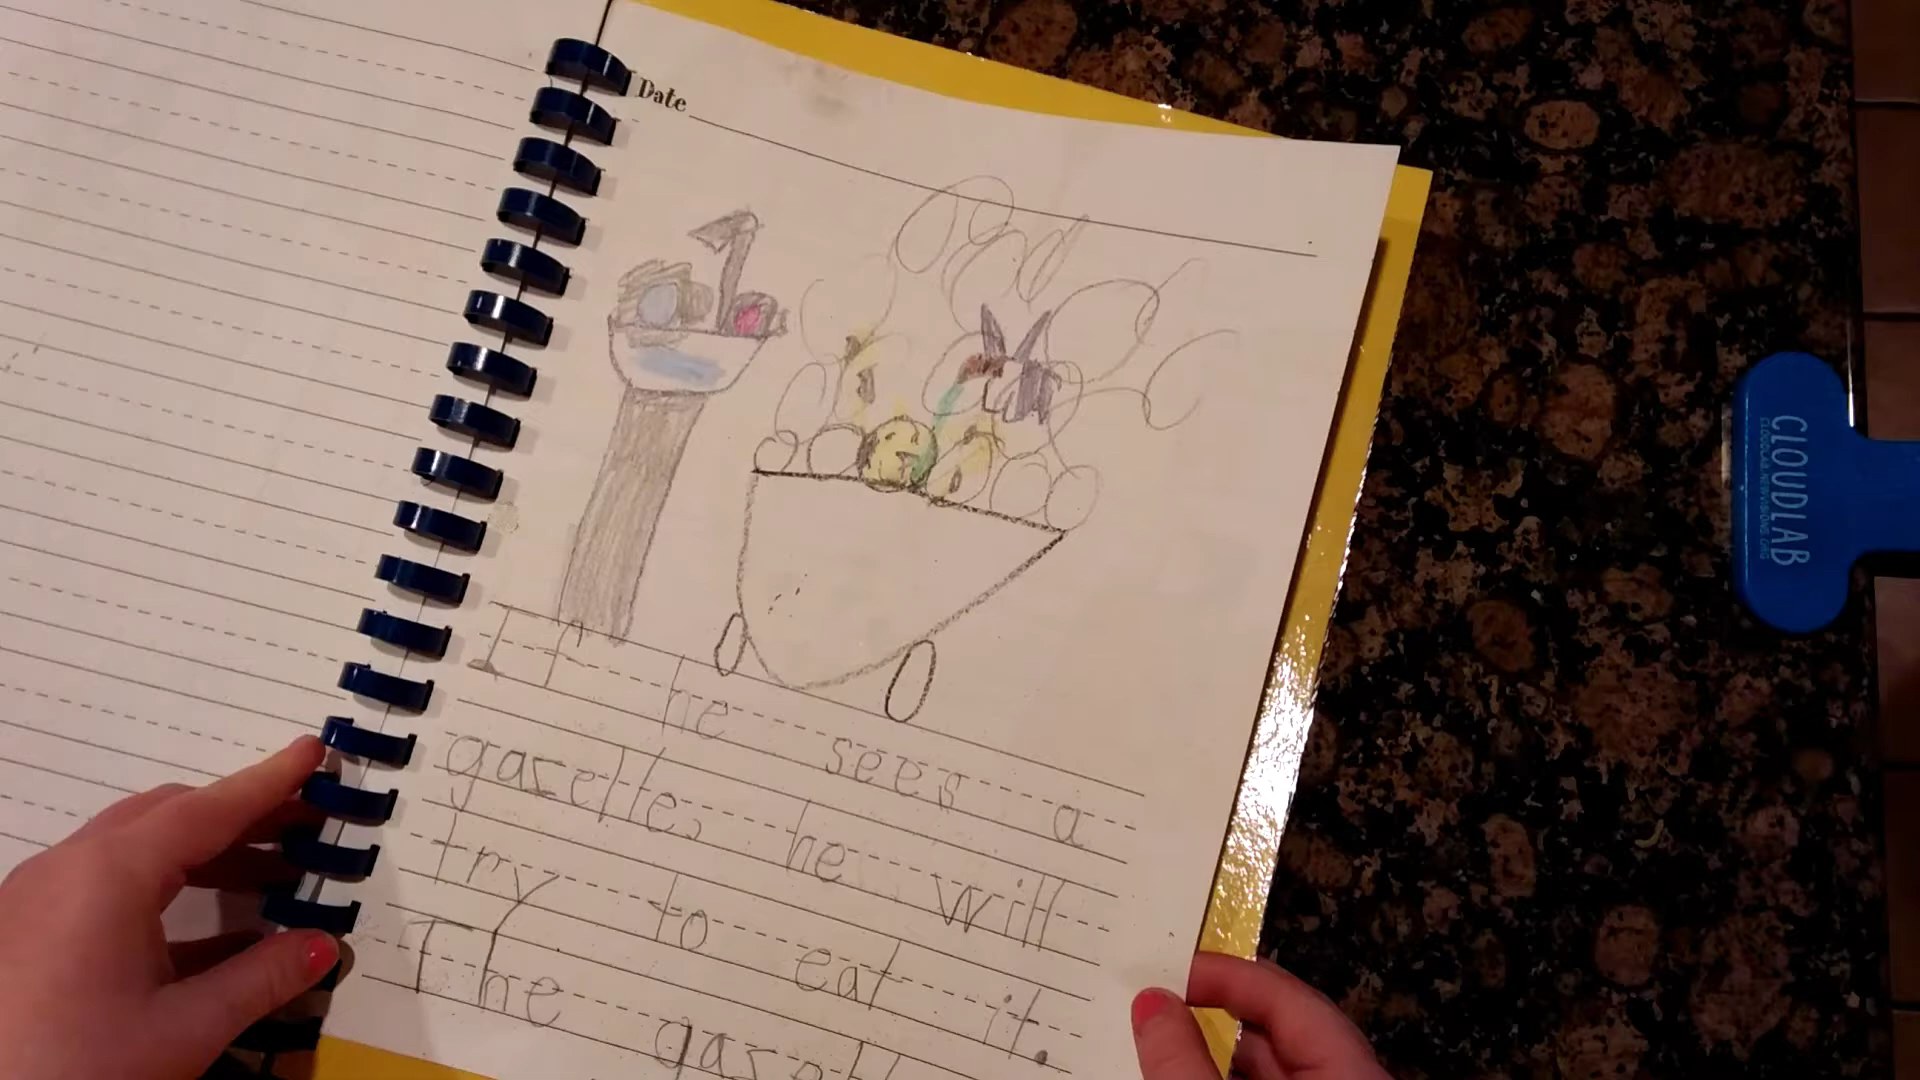 Date
If he sees a
gazelle, he will
try to eat it.
The
CLOUDLAB